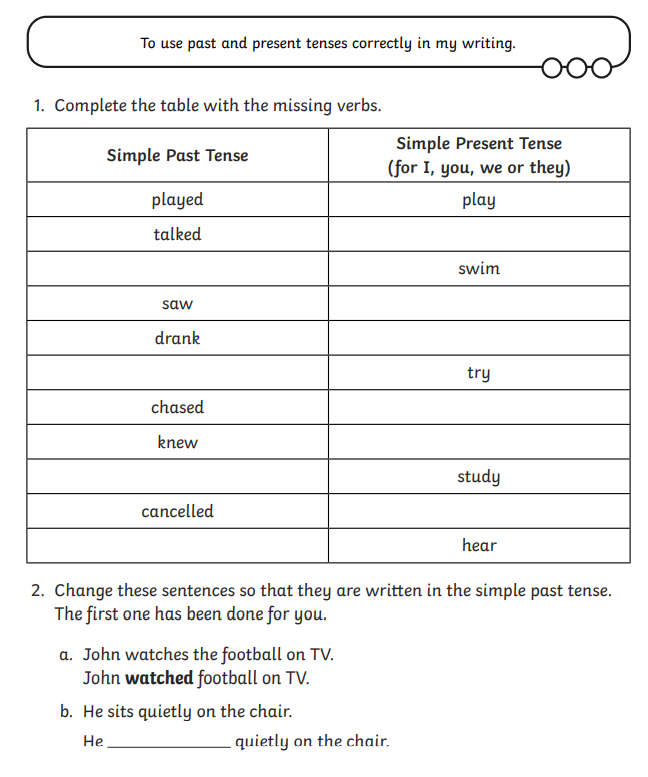 To use past and present tenses correctly in my writing.
1. Complete the table with the missing verbs.
Simple Past Tense
Simple Present Tense
(for I, you, we or they)
played play
talked
swim
saw
drank
try
chased
knew
study
cancelled
hear
2. Change these sentences so that they are written in the simple past tense.
The first one has been done for you.
a. John watches the football on TV.
John watched football on TV.
b. He sits quietly on the chair.
He ______________ quietly on the chair.